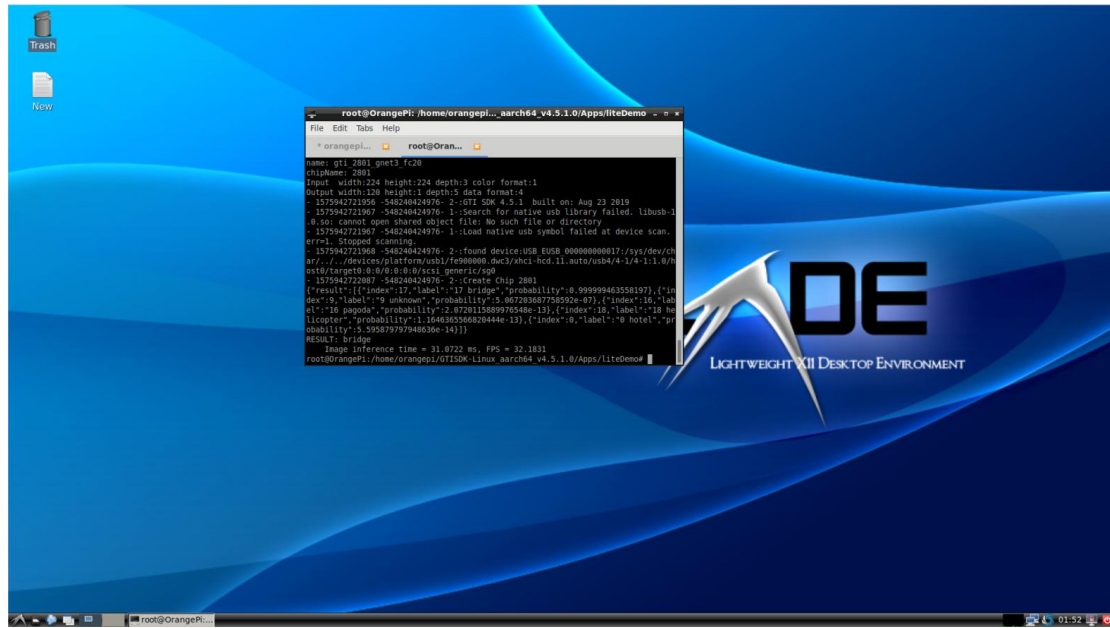 Trash
New
root@OrangePi: /home/orangepi..._aarch64_v4.5.1.0/Apps/liteDemo
File Edit Tabs Help
* orangepi... root@Oran...
name: gti_2801_gnet3_fc20
chipName: 2801
Input  width:224 height:224 depth:3 color format:1
Output width:120 height:1 depth:5 data format:4
- 1575942721956 -548240424976- 2-:GTI SDK 4.5.1  built on: Aug 23 2019
- 1575942721967 -548240424976- 1-:Search for native usb library failed. libusb-1
.0.so: cannot open shared object file: No such file or directory
- 1575942721967 -548240424976- 1-:Load native usb symbol failed at device scan.
err=1. Stopped scanning.
- 1575942721968 -548240424976- 2-:found device:USB_EUSB_000000000017:/sys/dev/ch
ar/../../devices/platform/usb1/fe900000.dwc3/xhci-hcd.11.auto/usb4/4-1/4-1:1.0/h
ost0/target0:0:0/0:0:0:0/scsi_generic/sg0
- 1575942722087 -548240424976- 2-:Create Chip 2801
{"result":[{"index":17,"label":"17 bridge","probability":0.999999463558197},{"in
dex":9,"label":"9 unknown","probability":5.067203687758592e-07},{"index":16,"lab
el":"16 pagoda","probability":2.0720115889976548e-13},{"index":18,"label":"18 he
licopter","probability":1.1646365566820444e-13},{"index":0,"label":"0 hotel","pr
obability":5.595879797948636e-14}]}
RESULT: bridge
    Image inference time = 31.0722 ms, FPS = 32.1831
root@OrangePi:/home/orangepi/GTISDK-Linux_aarch64_v4.5.1.0/Apps/liteDemo#
DE
LIGHTWEIGHT X11 DESKTOP ENVIRONMENT
root@OrangePi:...
01:52